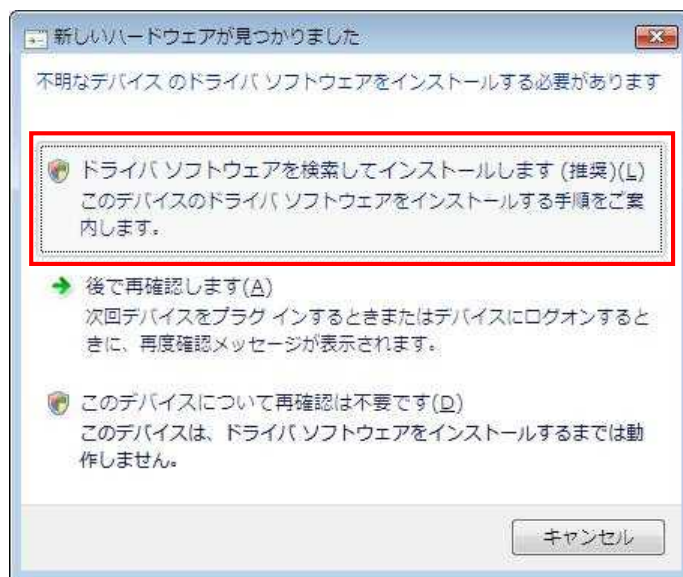 新しいハードウェアが見つかりました
不明なデバイス のドライバ ソフトウェアをインストールする必要があります
ドライバ ソフトウェアを検索してインストールします (推奨)(L)
このデバイスのドライバ ソフトウェアをインストールする手順をご案
内します。
後で再確認します(A)
次回デバイスをプラグ インするときまたはデバイスにログオンすると
きに、再度確認メッセージが表示されます。
このデバイスについて再確認は不要です(D)
このデバイスは、ドライバ ソフトウェアをインストールするまでは動
作しません。
キャンセル